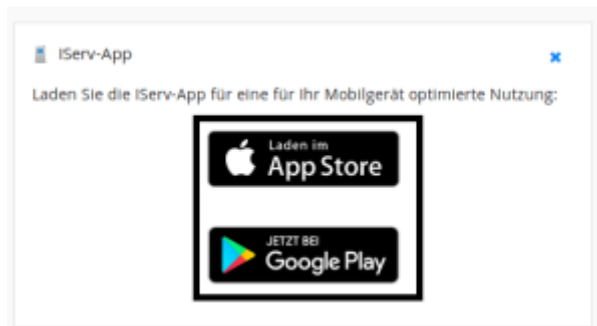 IServ-App
Laden Sie die IServ-App für eine für Ihr Mobilgerät optimierte Nutzung:
Laden im
App Store
JETZT BEI
Google Play